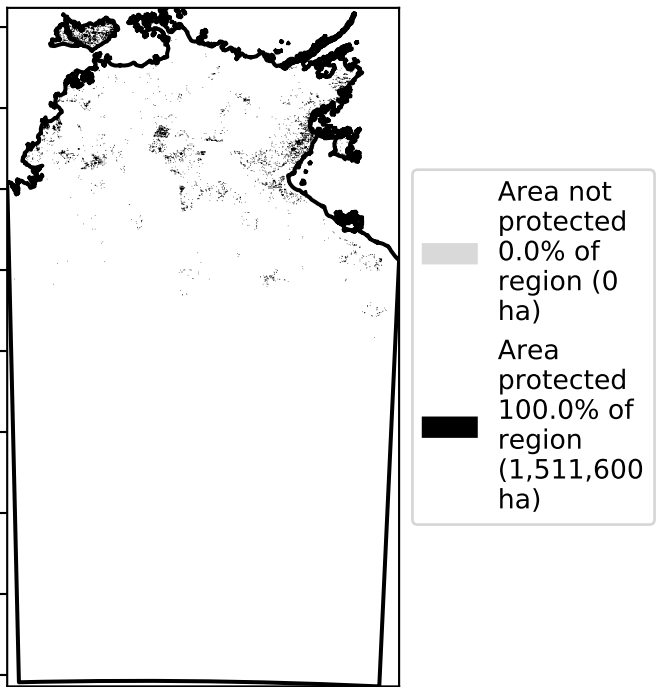 Area not
protected
0.0% of
region (0
ha)
Area
protected
100.0% of
region
(1,511,600
ha)